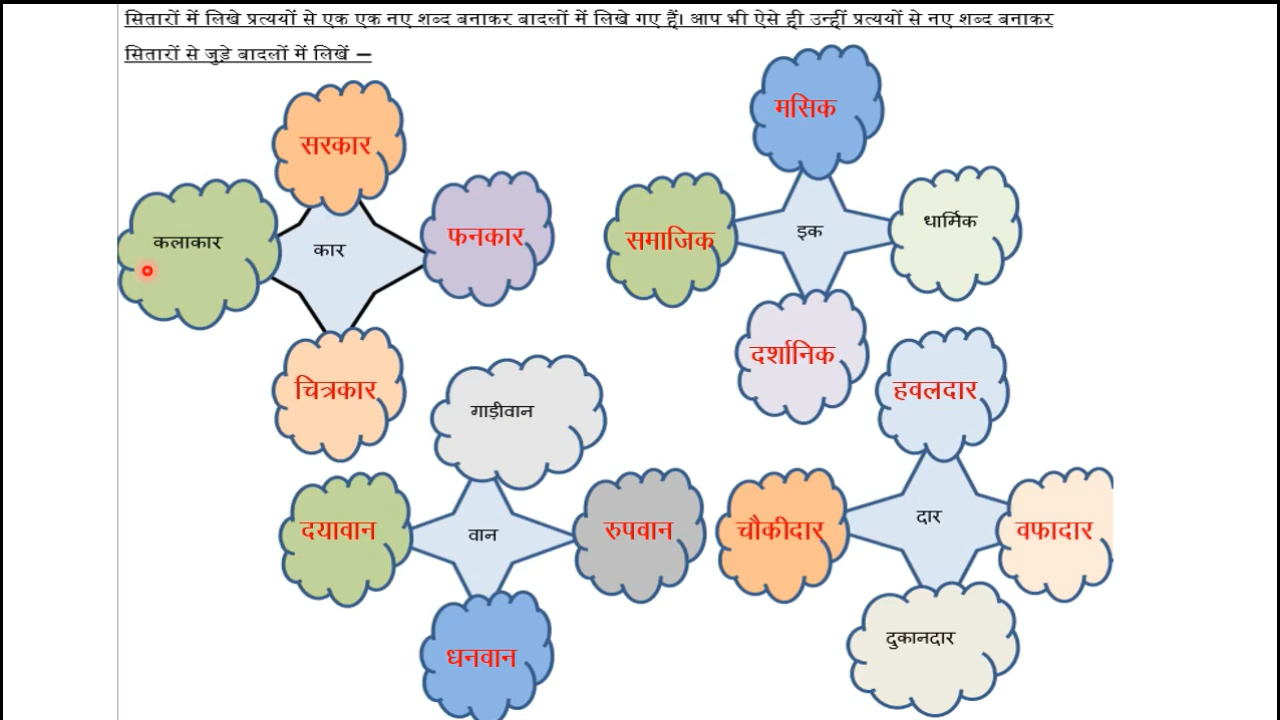 सितारों में लिखे प्रत्ययों से एक एक नए शब्द बनाकर बादलों में लिखे गए हैं। आप भी ऐसे ही उन्हीं प्रत्ययों से नए शब्द बनाकर
सितारों से जुड़े बादलों में लिखें —
सरकार
कलाकार
कार
फनकार
चित्रकार
मसिक
समाजिक
इक
धार्मिक
दर्शानिक
गाड़ीवान
दयावान
वान
रुपवान
धनवान
हवलदार
चौकीदार
दार
वफादार
दुकानदार